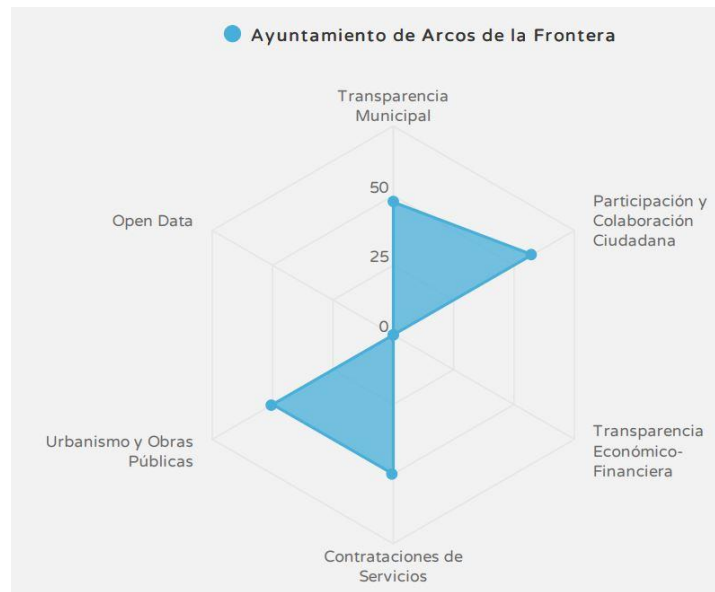 Ayuntamiento de Arcos de la Frontera
Transparencia
Municipal
50
Open Data
Participación y
Colaboración
Ciudadana
25
0
Urbanismo y Obras
Públicas
Transparencia
Económico-
Financiera
Contrataciones de
Servicios